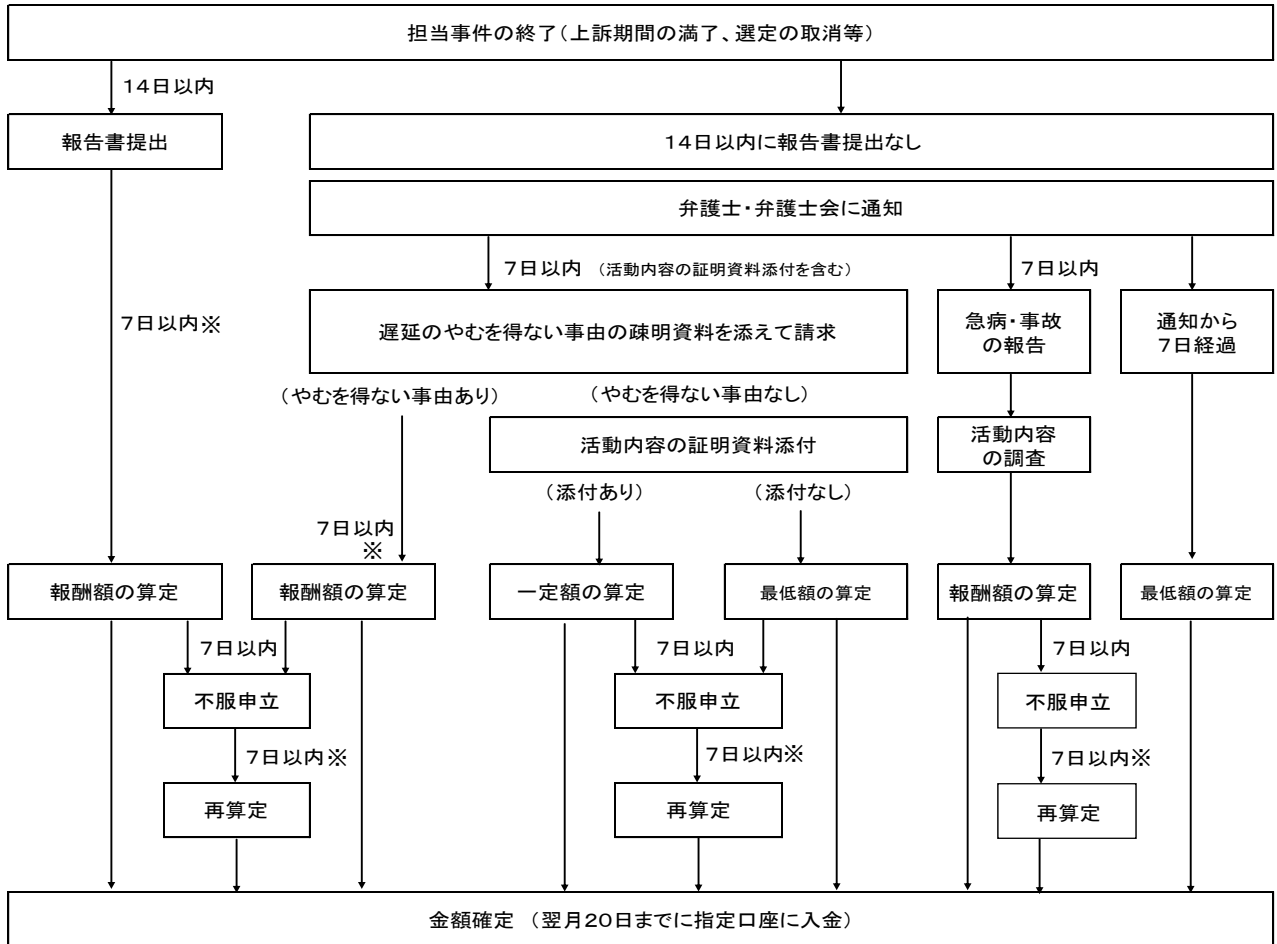 担当事件の終了（上訴期間の満了、選定の取消等）
14日以内
報告書提出
14日以内に報告書提出なし
弁護士・弁護士会に通知
7日以内 （活動内容の証明資料添付を含む）
7日以内
7日以内※
遅延のやむを得ない事由の疎明資料を添えて請求
急病・事故
の報告
通知から
7日経過
（やむを得ない事由あり）
（やむを得ない事由なし）
活動内容の証明資料添付
活動内容
の調査
（添付あり）
（添付なし）
7日以内
※
報酬額の算定
報酬額の算定
一定額の算定
最低額の算定
報酬額の算定
最低額の算定
7日以内
7日以内
7日以内
不服申立
不服申立
不服申立
7日以内※
7日以内※
7日以内※
再算定
再算定
再算定
金額確定 （翌月20日までに指定口座に入金）